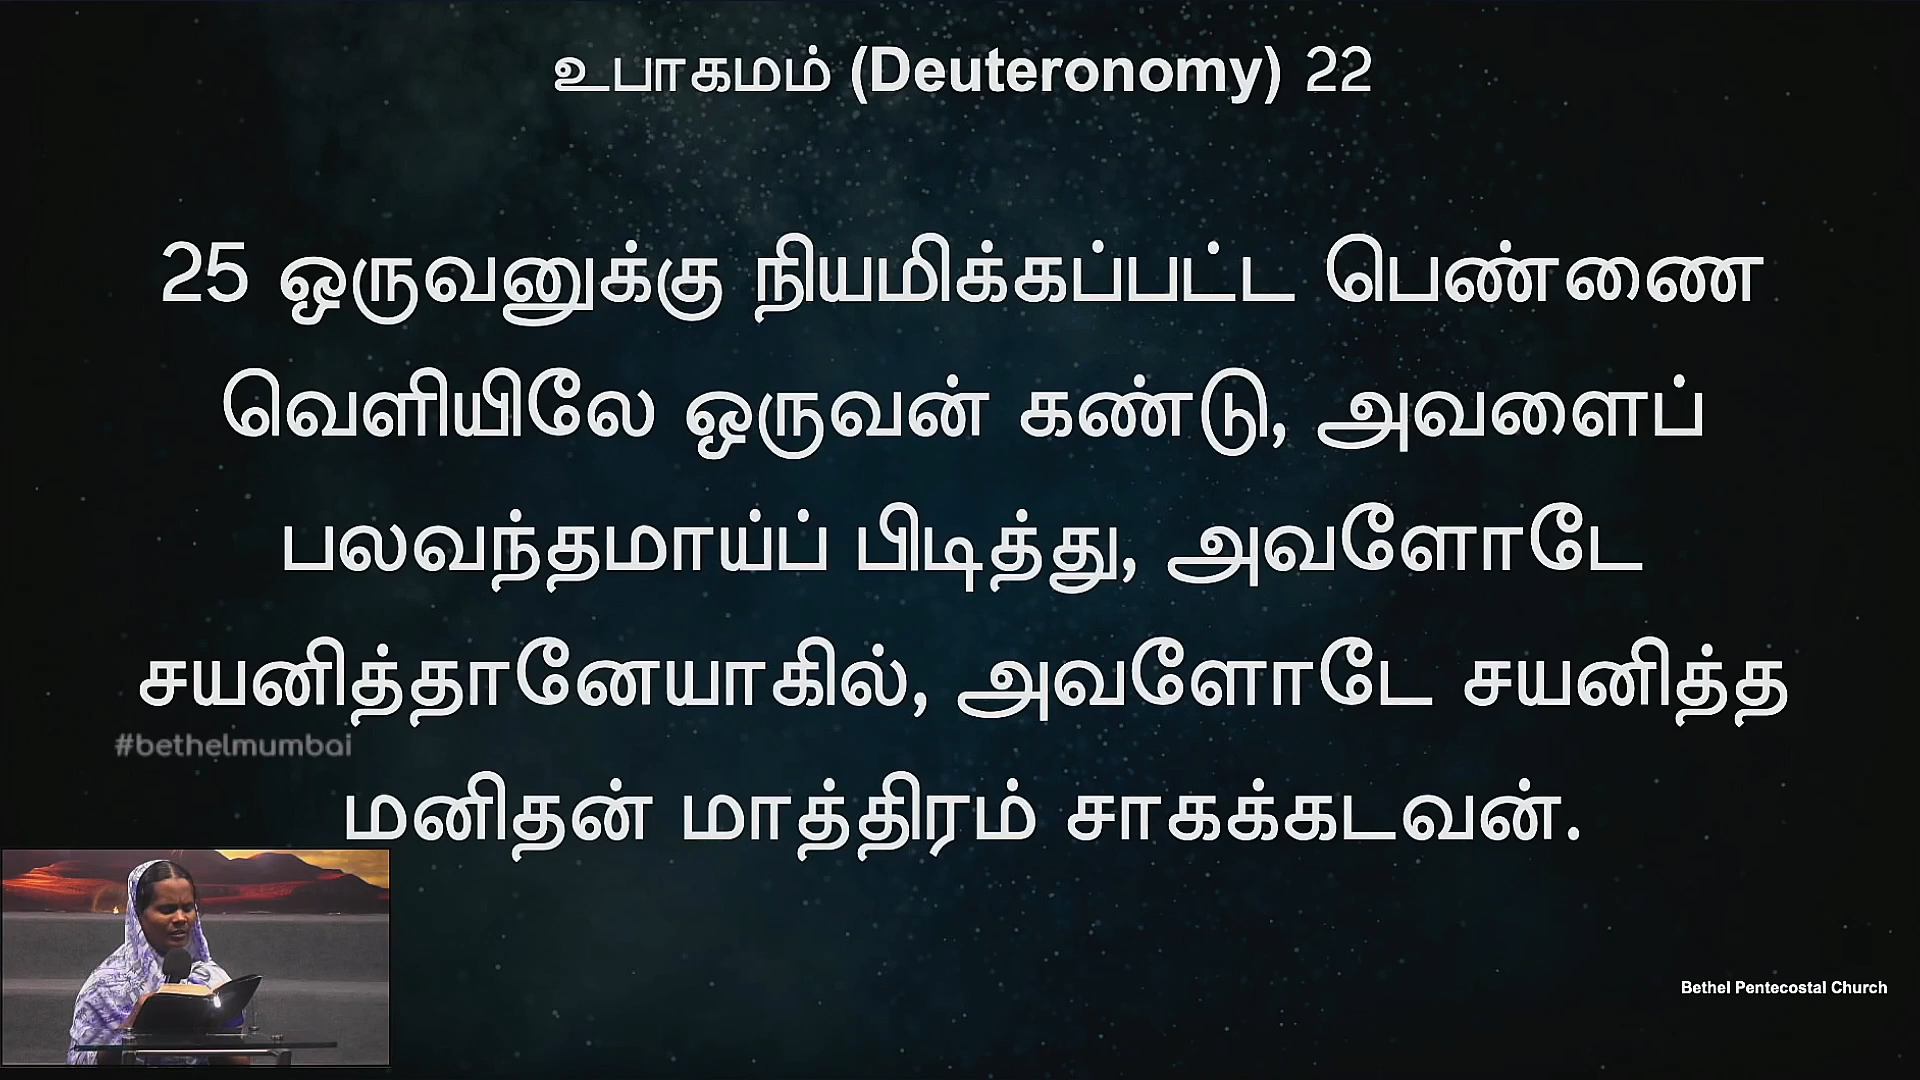 உபாகமம் (Deuteronomy) 22
25 ஒருவனுக்கு நியமிக்கப்பட்ட பெண்ணை
வெளியிலே ஒருவன் கண்டு, அவளைப்
பலவந்தமாய்ப் பிடித்து, அவளோடே
சயனித்தானேயாகில், அவளோடே சயனித்த
#bethelmumbai
மனிதன் மாத்திரம் சாகக்கடவன்.
Bethel Pentecostal Church